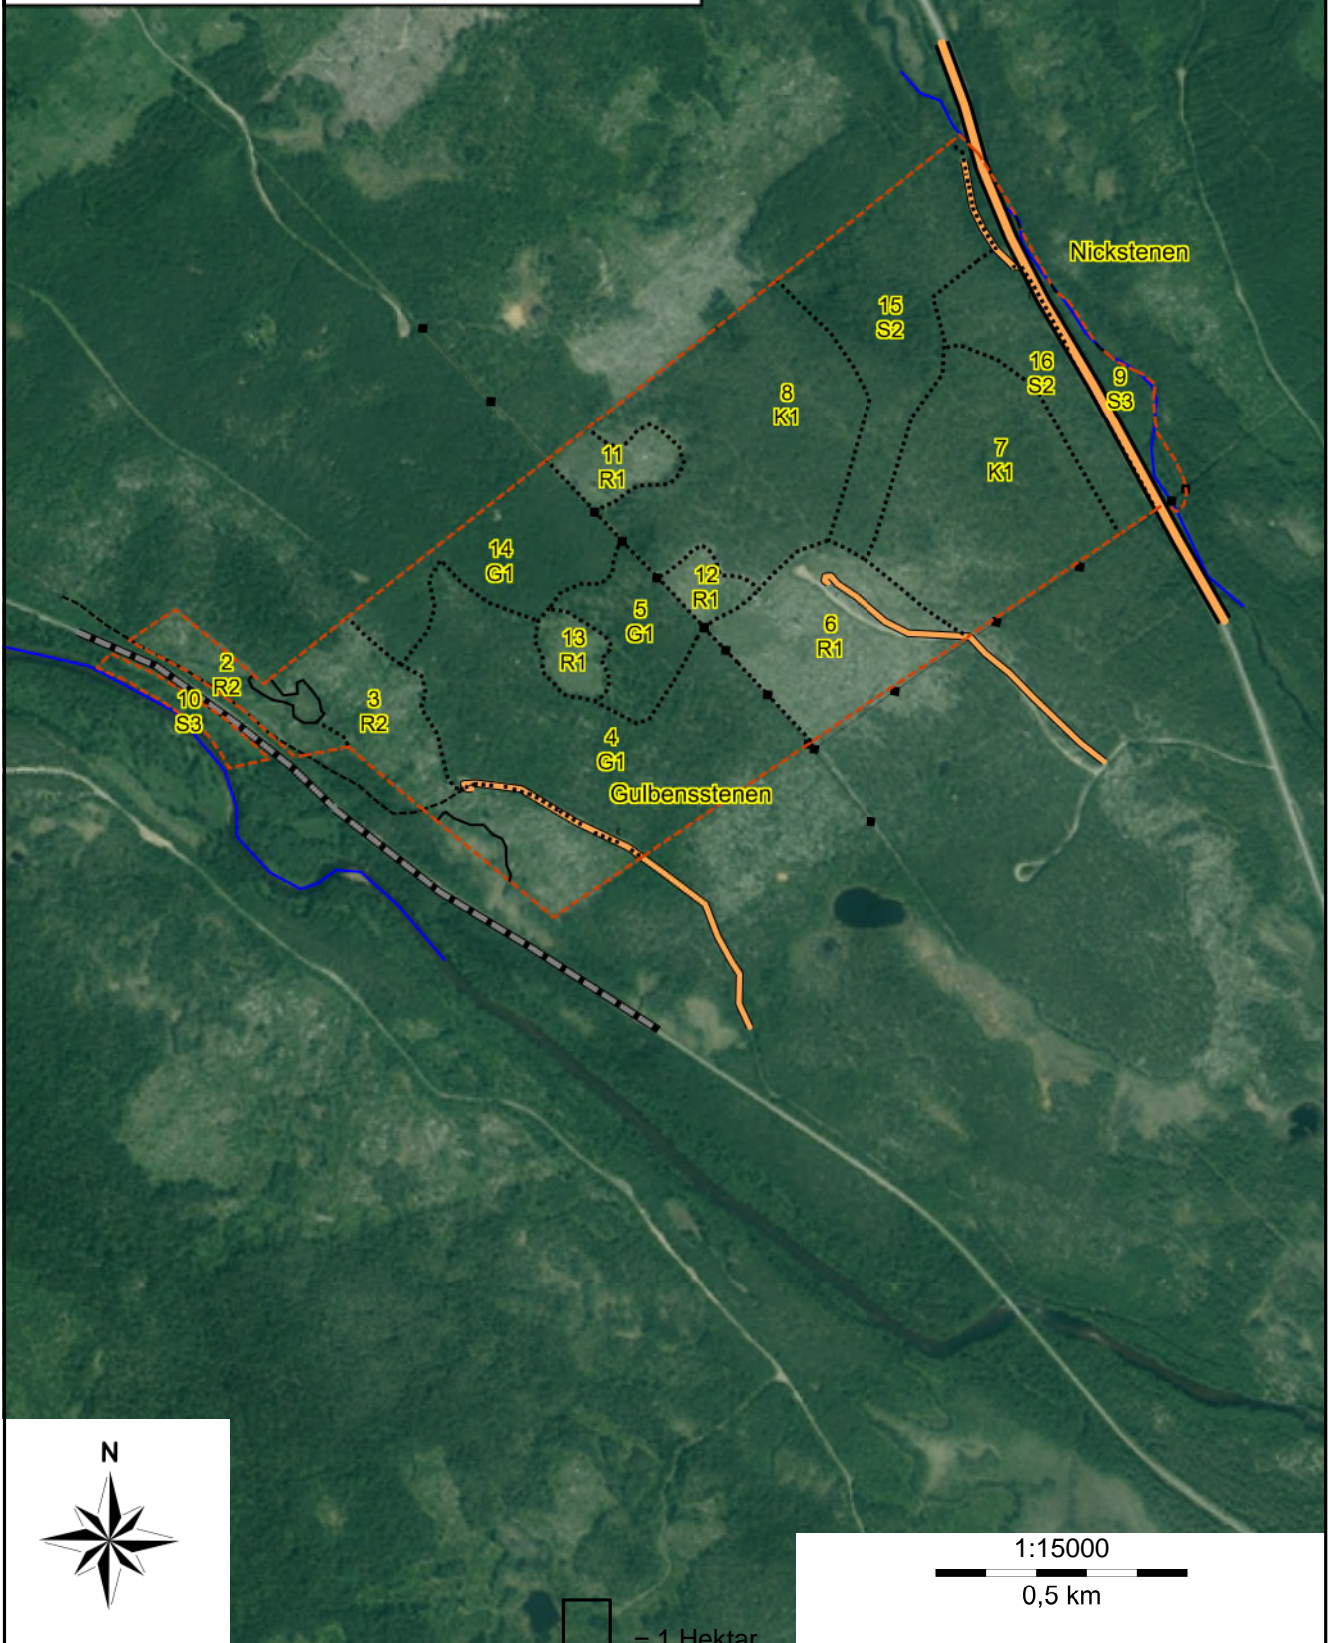 Nickstenen
15
S2
16
S2
9
S3
8
K1
7
K1
11
R1
14
G1
12
R1
5
G1
13
R1
6
R1
2
R2
10
S3
3
R2
4
G1
Gulbensstenen
N
1:15000
0,5 km
= 1 Hektar